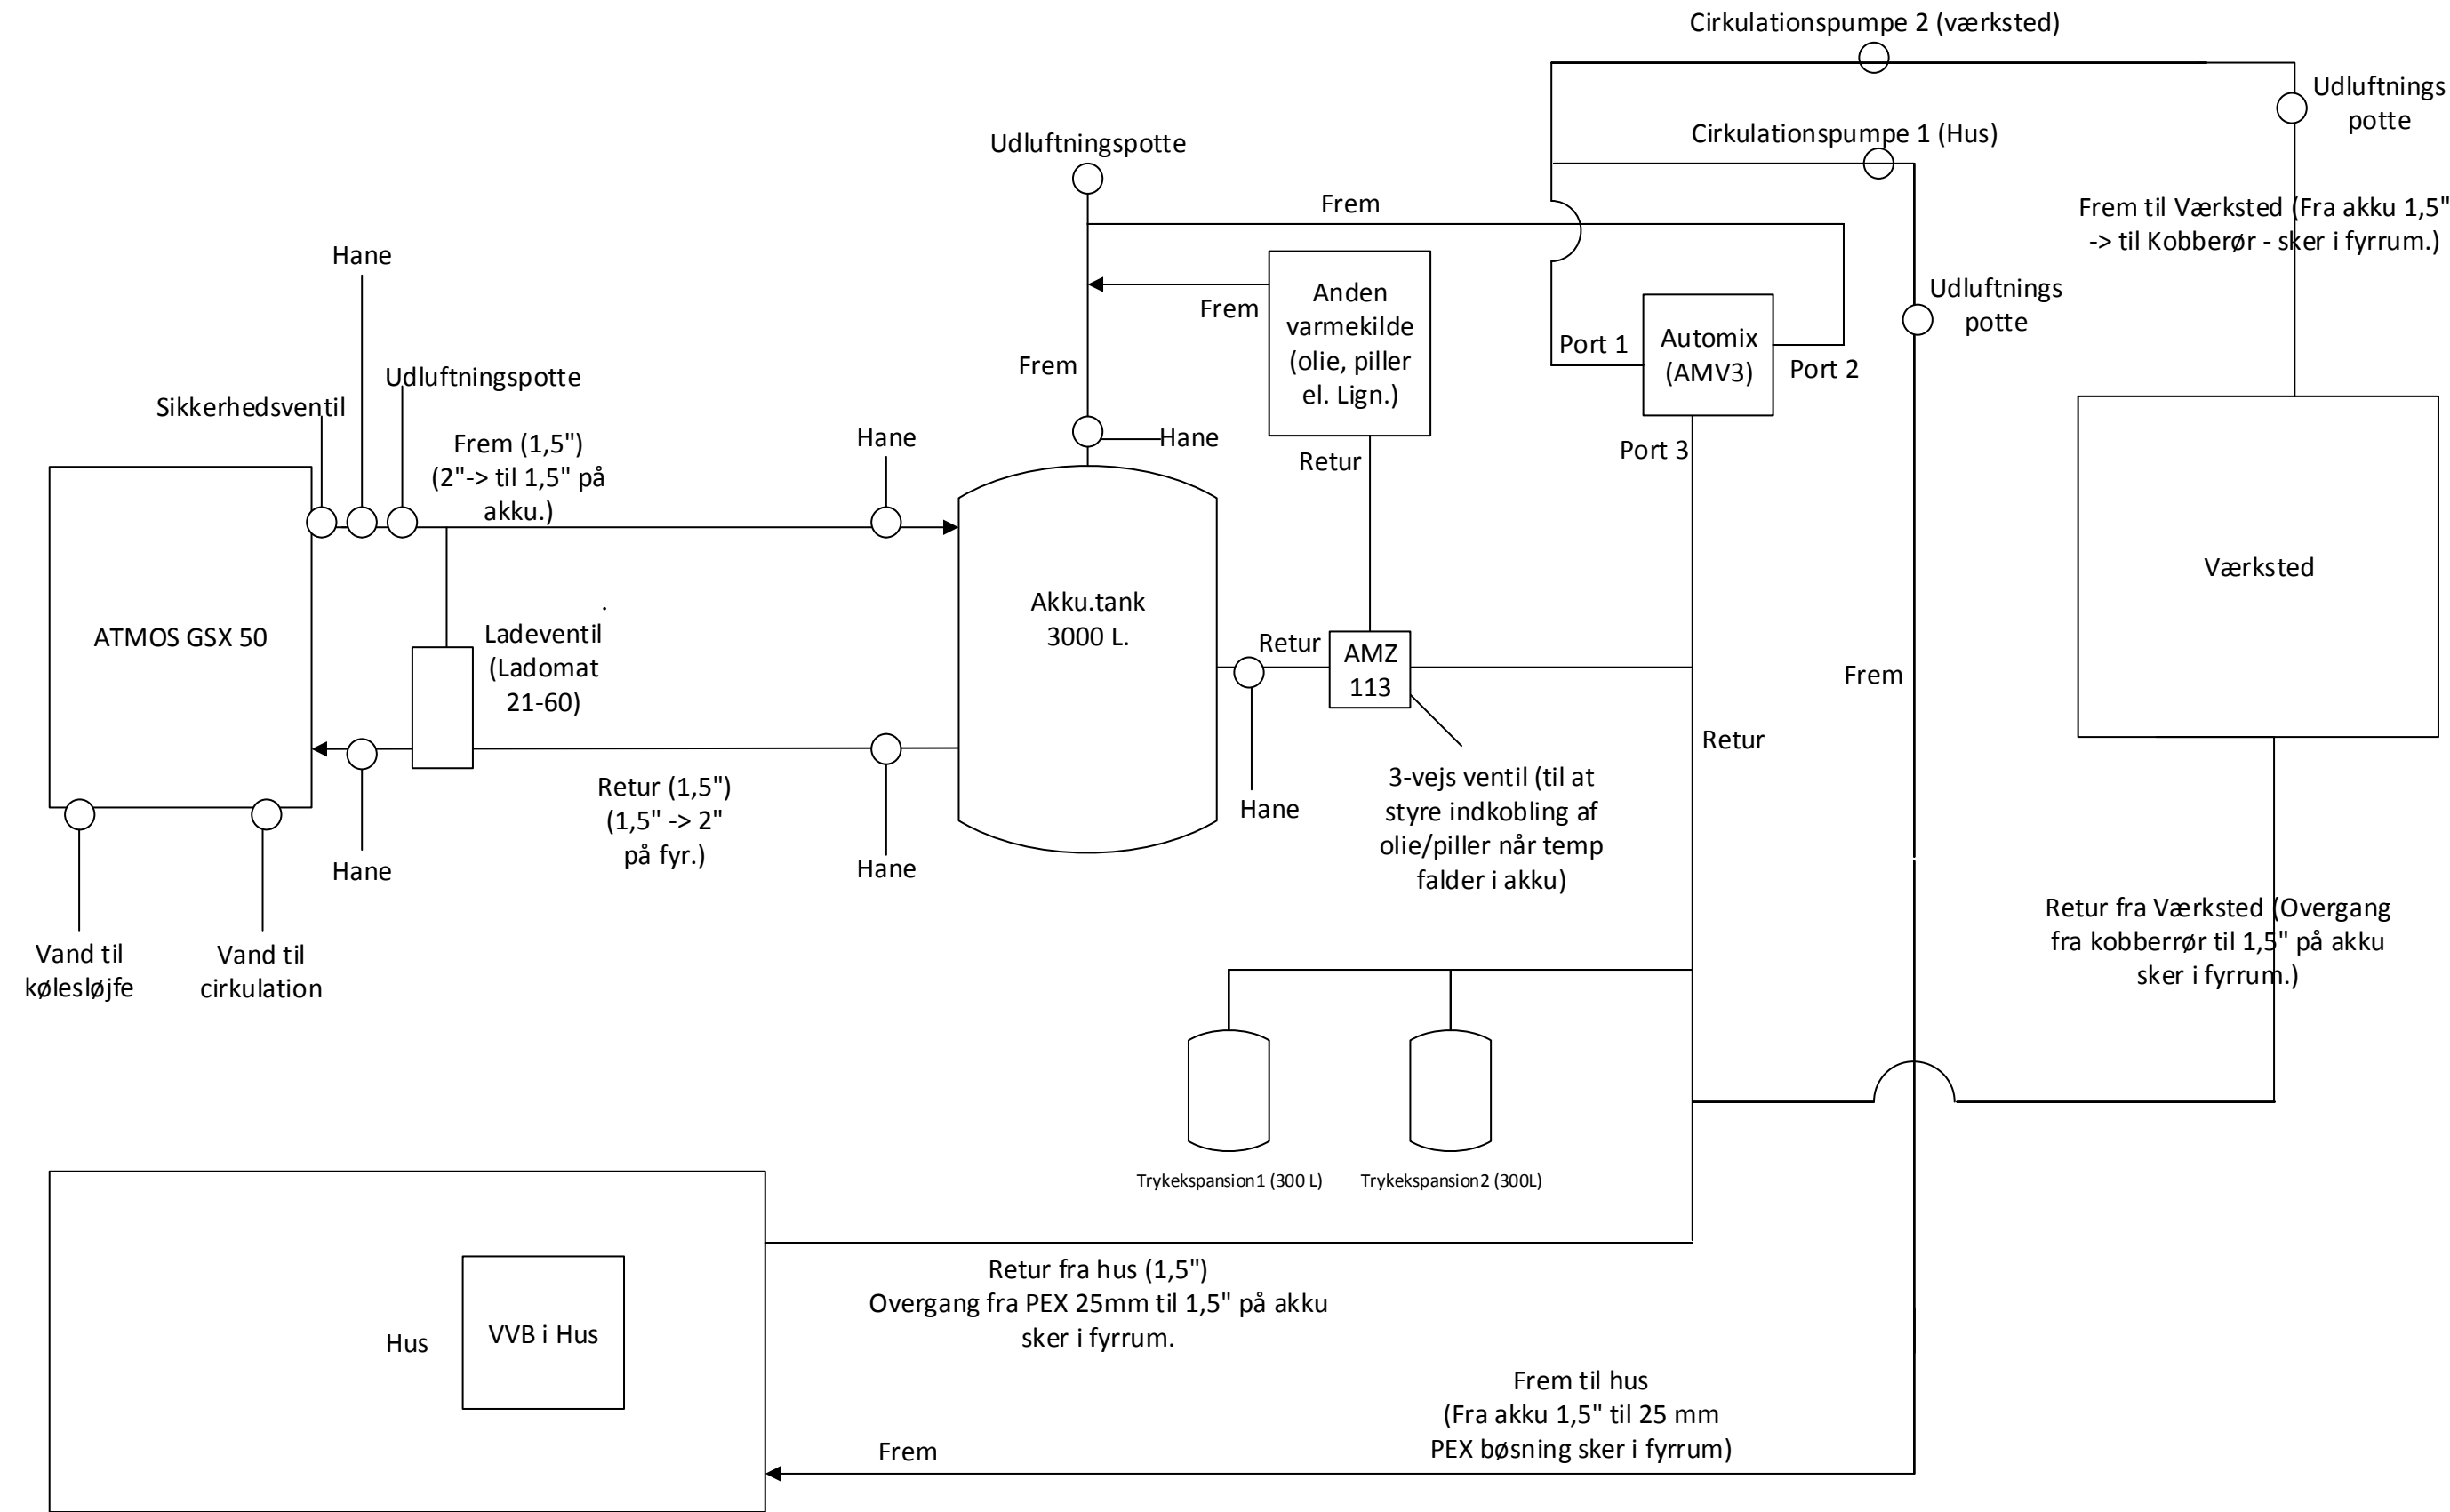 Cirkulationspumpe 2 (værksted)
Udluftnings
potte
Cirkulationspumpe 1 (Hus)
Udluftningspotte
Frem
Frem til Værksted (Fra akku 1,5"
-> til Kobberør - sker i fyrrum.)
Hane
Anden
varmekilde
(olie, piller
el. Lign.)
Frem
Udluftnings
potte
Automix
(AMV3)
Port 1
Port 2
Frem
Udluftningspotte
Sikkerhedsventil
Frem (1,5")
(2"-> til 1,5" på
akku.)
Hane
Hane
Retur
Port 3
ATMOS GSX 50
.
Ladeventil
(Ladomat
21-60)
Akku.tank
3000 L.
Retur
AMZ
113
Værksted
Frem
Retur
3-vejs ventil (til at
styre indkobling af
olie/piller når temp
falder i akku)
Retur (1,5")
(1,5" -> 2"
på fyr.)
Hane
Hane
Hane
Vand til
kølesløjfe
Vand til
cirkulation
Retur fra Værksted (Overgang
fra kobberrør til 1,5" på akku
sker i fyrrum.)
Trykekspansion1 (300 L)
Trykekspansion2 (300L)
Retur fra hus (1,5")
Overgang fra PEX 25mm til 1,5" på akku
sker i fyrrum.
Hus
VVB i Hus
Frem til hus
(Fra akku 1,5" til 25 mm
PEX bøsning sker i fyrrum)
Frem